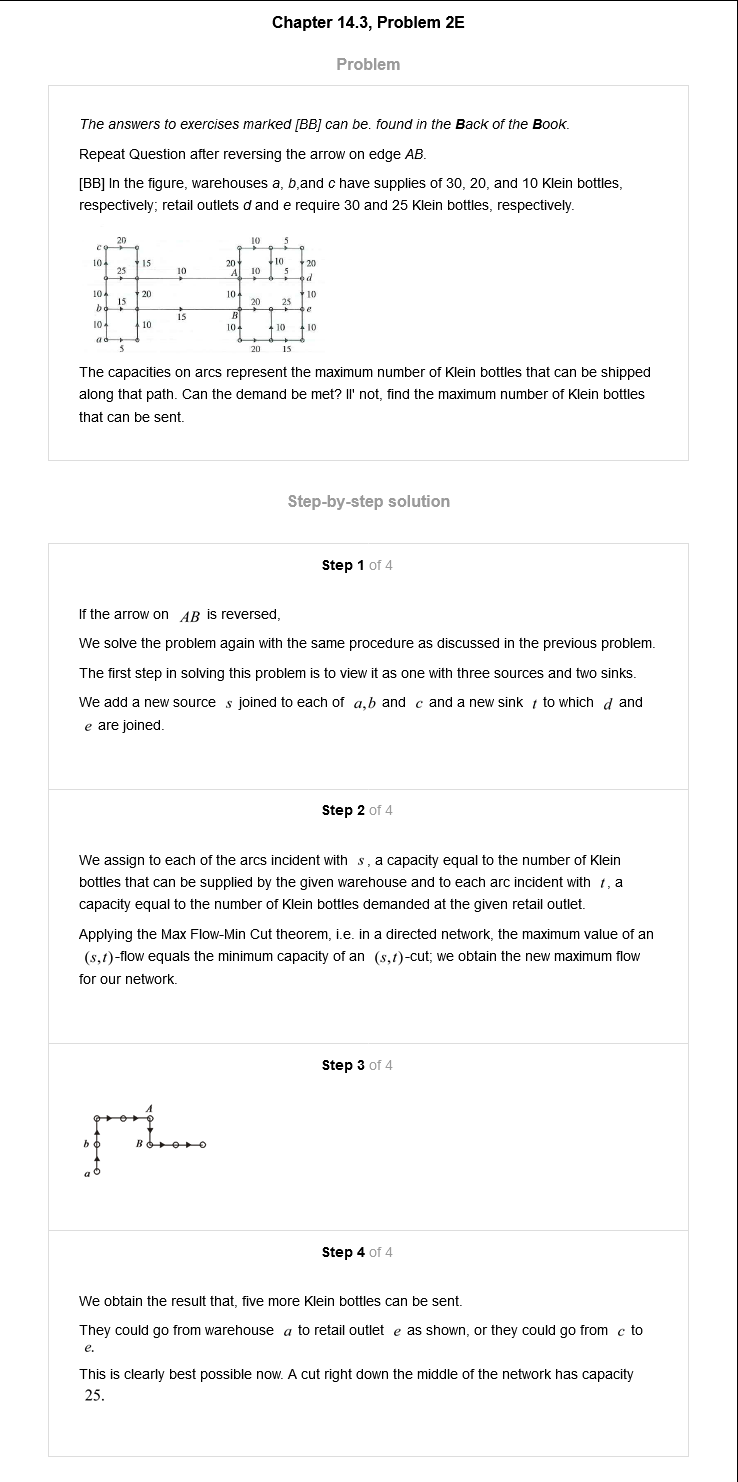 Chapter 14.3, Problem 2E
Problem
The answers to exercises marked [BB] can be. found in the Back of the Book.
Repeat Question after reversing the arrow on edge AB.
[BB] In the figure, warehouses a, b,and c have supplies of 30, 20, and 10 Klein bottles,
respectively; retail outlets d and e require 30 and 25 Klein bottles, respectively.
20 10 5
c
10 15 20 10 20
25 10 A 10 5 d
10 20 10 10
b 15 20 25 e
15 B
10 10 10 10 10
a
5 20 15
The capacities on arcs represent the maximum number of Klein bottles that can be shipped
along that path. Can the demand be met? Il' not, find the maximum number of Klein bottles
that can be sent.
Step-by-step solution
Step 1 of 4
If the arrow on AB is reversed,
We solve the problem again with the same procedure as discussed in the previous problem.
The first step in solving this problem is to view it as one with three sources and two sinks.
We add a new source s joined to each of a,b and c and a new sink t to which d and
e are joined.
Step 2 of 4
We assign to each of the arcs incident with s, a capacity equal to the number of Klein
bottles that can be supplied by the given warehouse and to each arc incident with t, a
capacity equal to the number of Klein bottles demanded at the given retail outlet.
Applying the Max Flow-Min Cut theorem, i.e. in a directed network, the maximum value of an
(s,t)-flow equals the minimum capacity of an (s,t)-cut; we obtain the new maximum flow
for our network.
Step 3 of 4
A
b B
a
Step 4 of 4
We obtain the result that, five more Klein bottles can be sent.
They could go from warehouse a to retail outlet e as shown, or they could go from c to
e.
This is clearly best possible now. A cut right down the middle of the network has capacity
25.